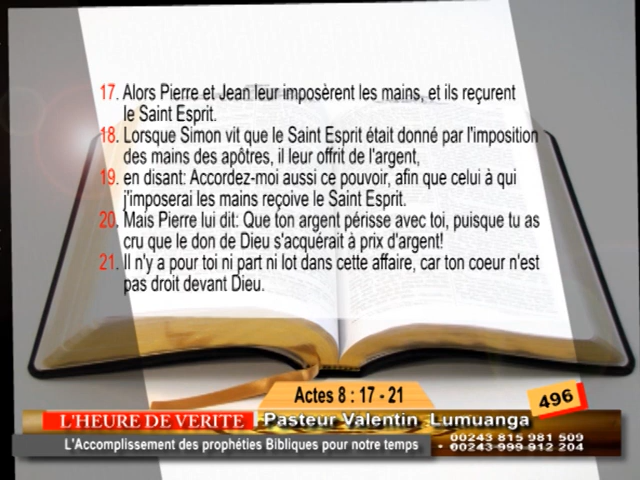 17. Alors Pierre et Jean leur imposèrent les mains, et ils reçurent
le Saint Esprit.
18. Lorsque Simon vit que le Saint Esprit était donné par l'imposition
des mains des apôtres, il leur offrit de l'argent,
19. en disant: Accordez-moi aussi ce pouvoir, afin que celui à qui
j'imposerai les mains reçoive le Saint Esprit.
20. Mais Pierre lui dit: Que ton argent périsse avec toi, puisque tu as
cru que le don de Dieu s'acquérait à prix d'argent!
21. Il n'y a pour toi ni part ni lot dans cette affaire, car ton coeur n'est
pas droit devant Dieu.
Actes 8 : 17 - 21
496
L'HEURE DE VERITE Pasteur Valentin Lumuanga
L'Accomplissement des prophéties Bibliques pour notre temps
00243 815 981 509
• 00243 999 912 204